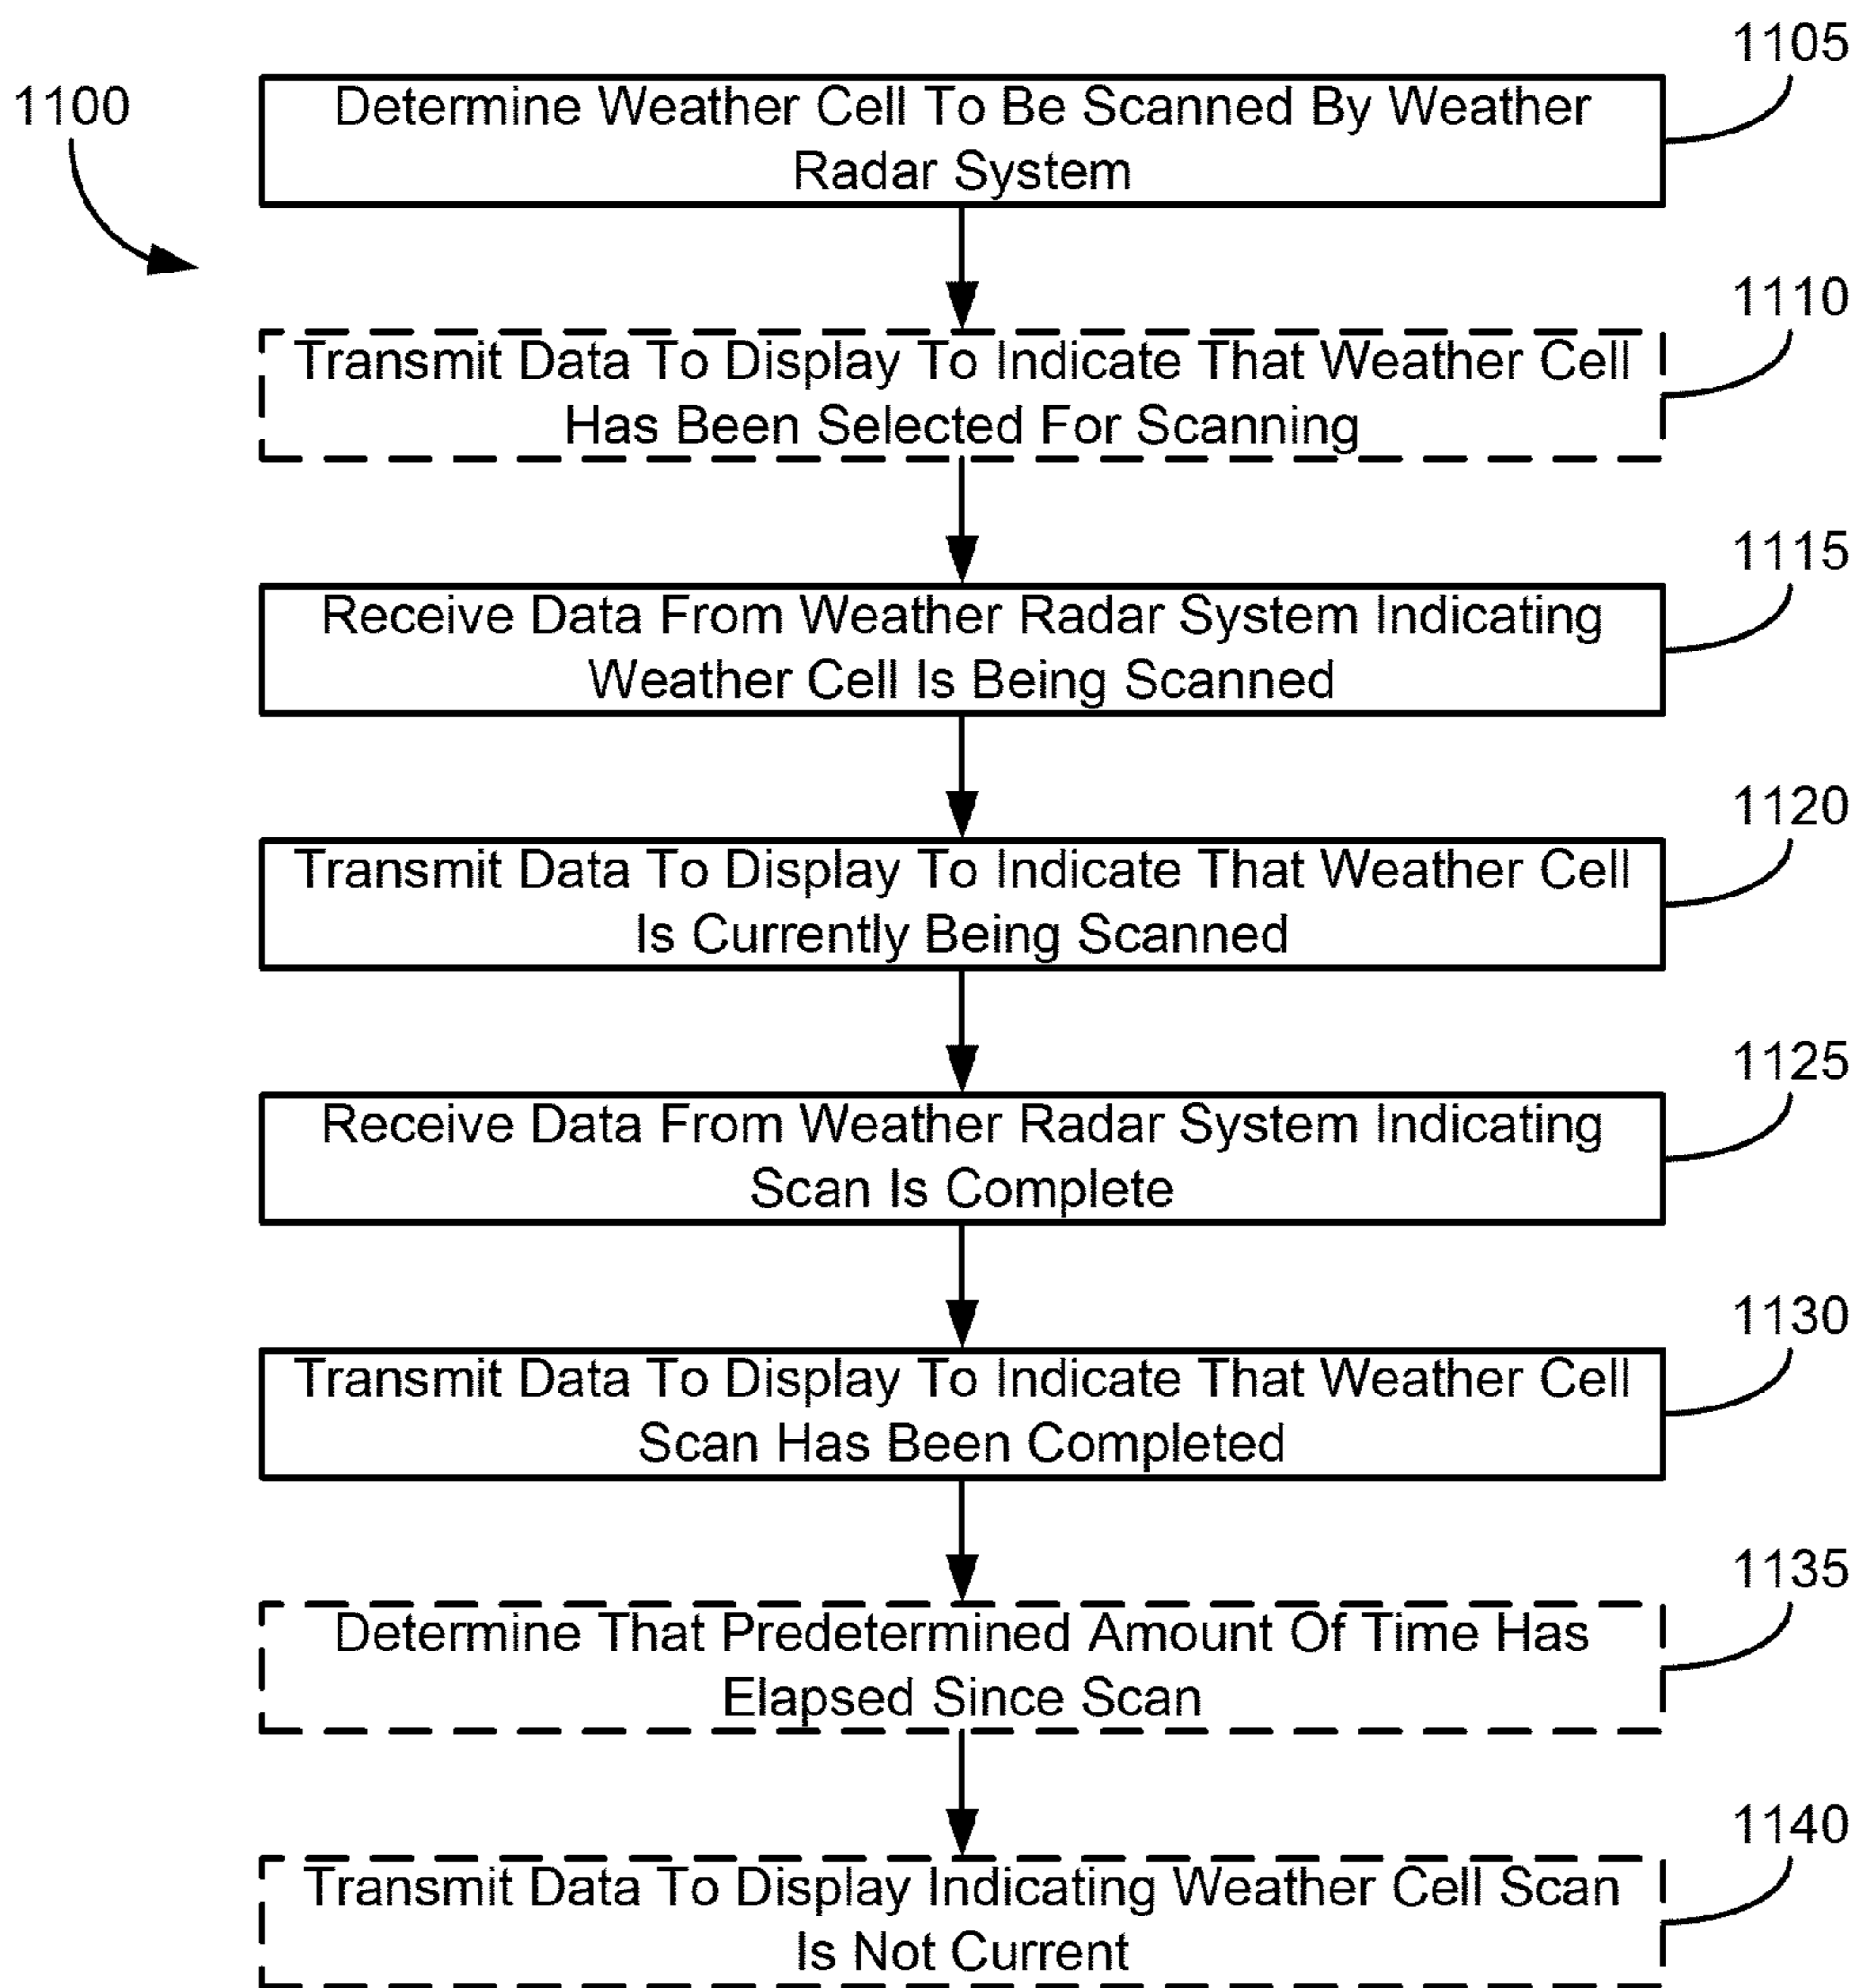 1100
1105
Determine Weather Cell To Be Scanned By Weather
Radar System
1110
Transmit Data To Display To Indicate That Weather Cell
Has Been Selected For Scanning
1115
Receive Data From Weather Radar System Indicating
Weather Cell Is Being Scanned
1120
Transmit Data To Display To Indicate That Weather Cell
Is Currently Being Scanned
1125
Receive Data From Weather Radar System Indicating
Scan Is Complete
1130
Transmit Data To Display To Indicate That Weather Cell
Scan Has Been Completed
1135
Determine That Predetermined Amount Of Time Has
Elapsed Since Scan
1140
Transmit Data To Display Indicating Weather Cell Scan
Is Not Current